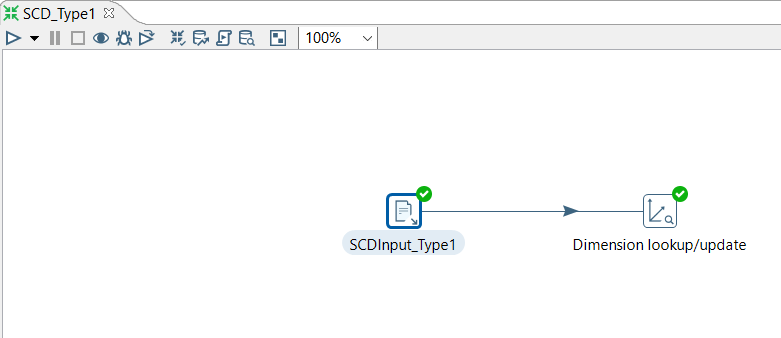 SCD_Type1
100%
SCDInput_Type1
Dimension lookup/update